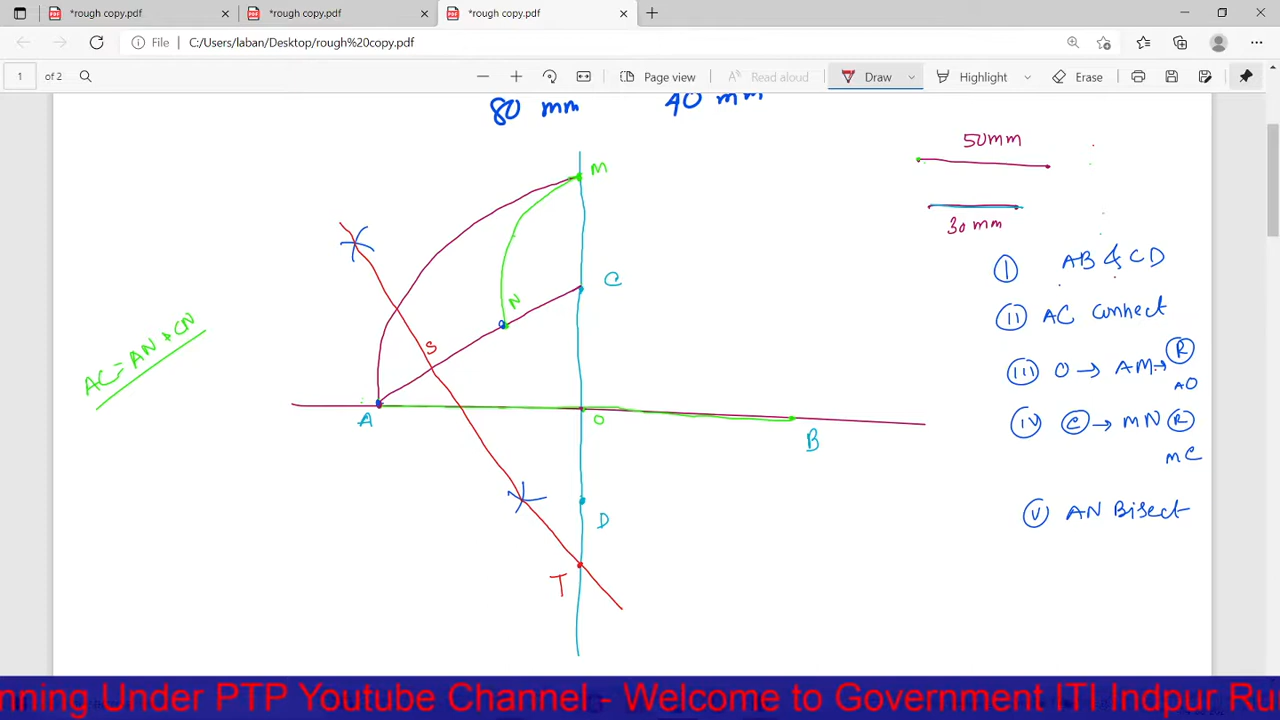 *rough copy.pdf
*rough copy.pdf
*rough copy.pdf
File
C:/Users/laban/Desktop/rough%20copy.pdf
1 of 2
Page view
Read aloud
Draw
Highlight
Erase
80 mm 40 mm
50mm
30 mm
M
C
N
S
A
O
B
D
T
AC = AN + CN
I AB & CD
II AC Connect
III O → AM → R
AO
IV C → MN R
MC
V AN Bisect
nning Under PTP Youtube Channel - Welcome to Government ITI Indpur Ru